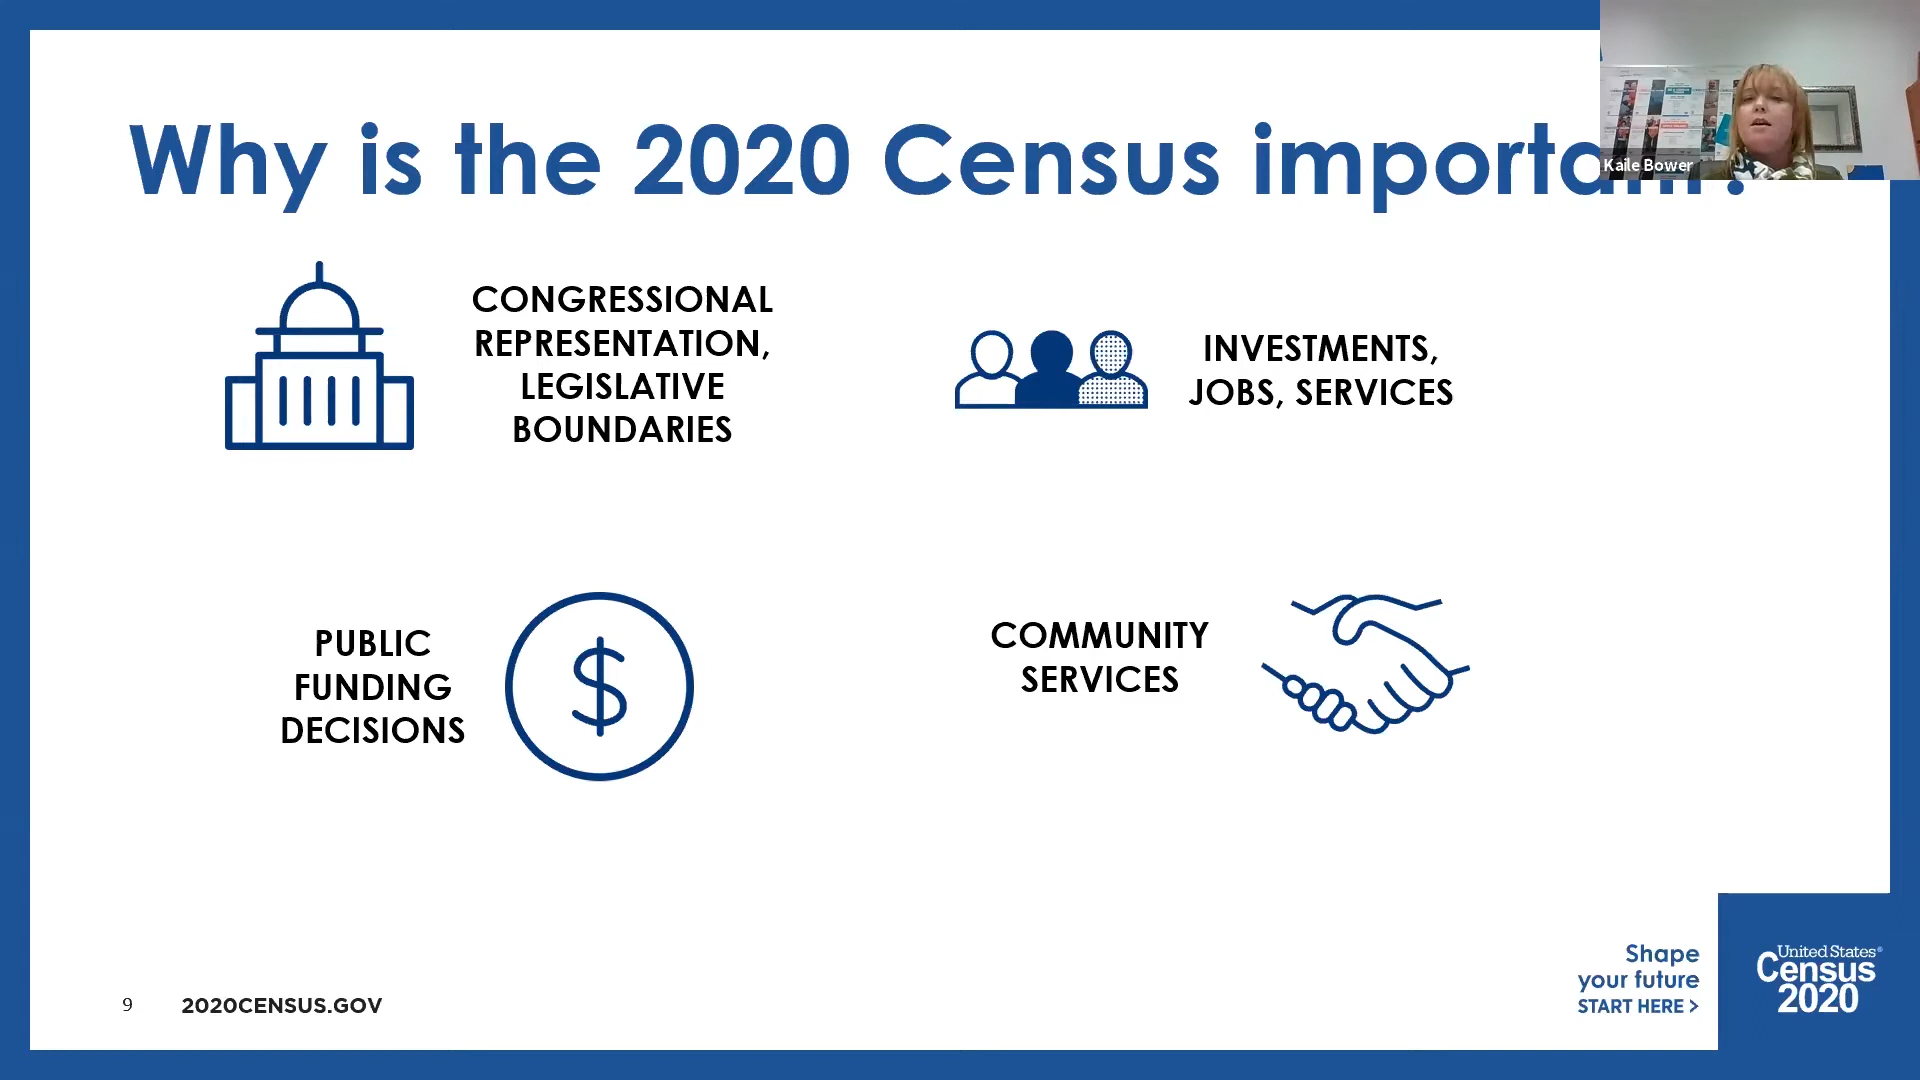 Why is the 2020 Census important?
Kaile Bower
CONGRESSIONAL
REPRESENTATION,
LEGISLATIVE
BOUNDARIES
INVESTMENTS,
JOBS, SERVICES
PUBLIC
FUNDING
DECISIONS
$
COMMUNITY
SERVICES
Shape
your future
START HERE >
United States®
Census
2020
9 2020CENSUS.GOV